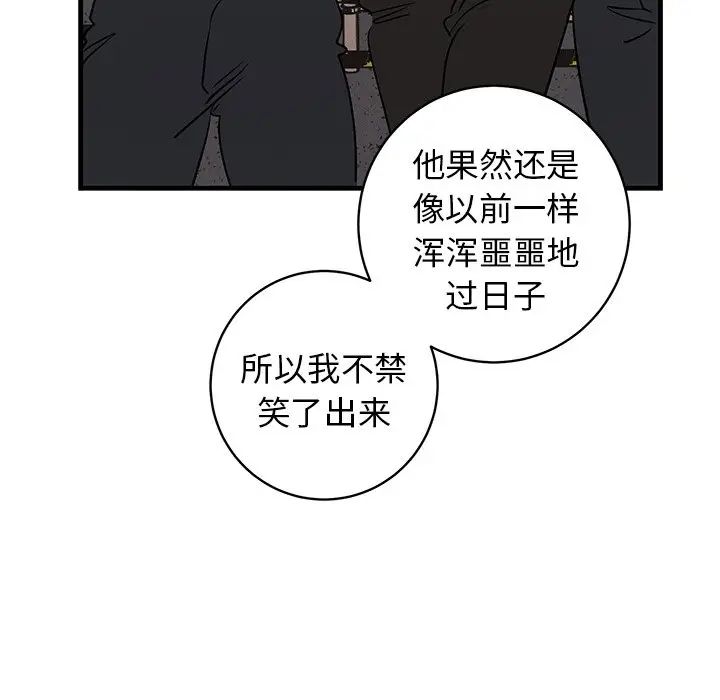 他果然还是
像以前一样
浑浑噩噩地
过日子
所以我不禁
笑了出来